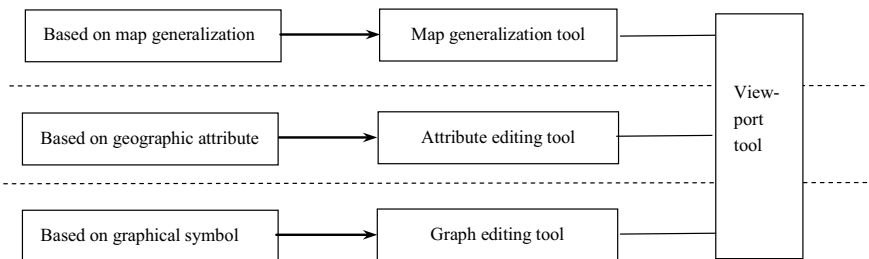 Based on map generalization
Map generalization tool
View-
port
tool
Based on geographic attribute
Attribute editing tool
Based on graphical symbol
Graph editing tool